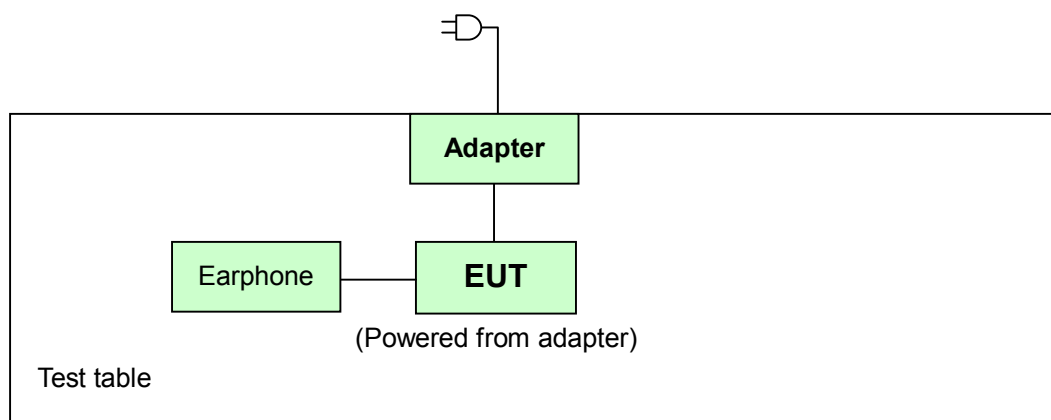 Adapter
Earphone
EUT
(Powered from adapter)
Test table